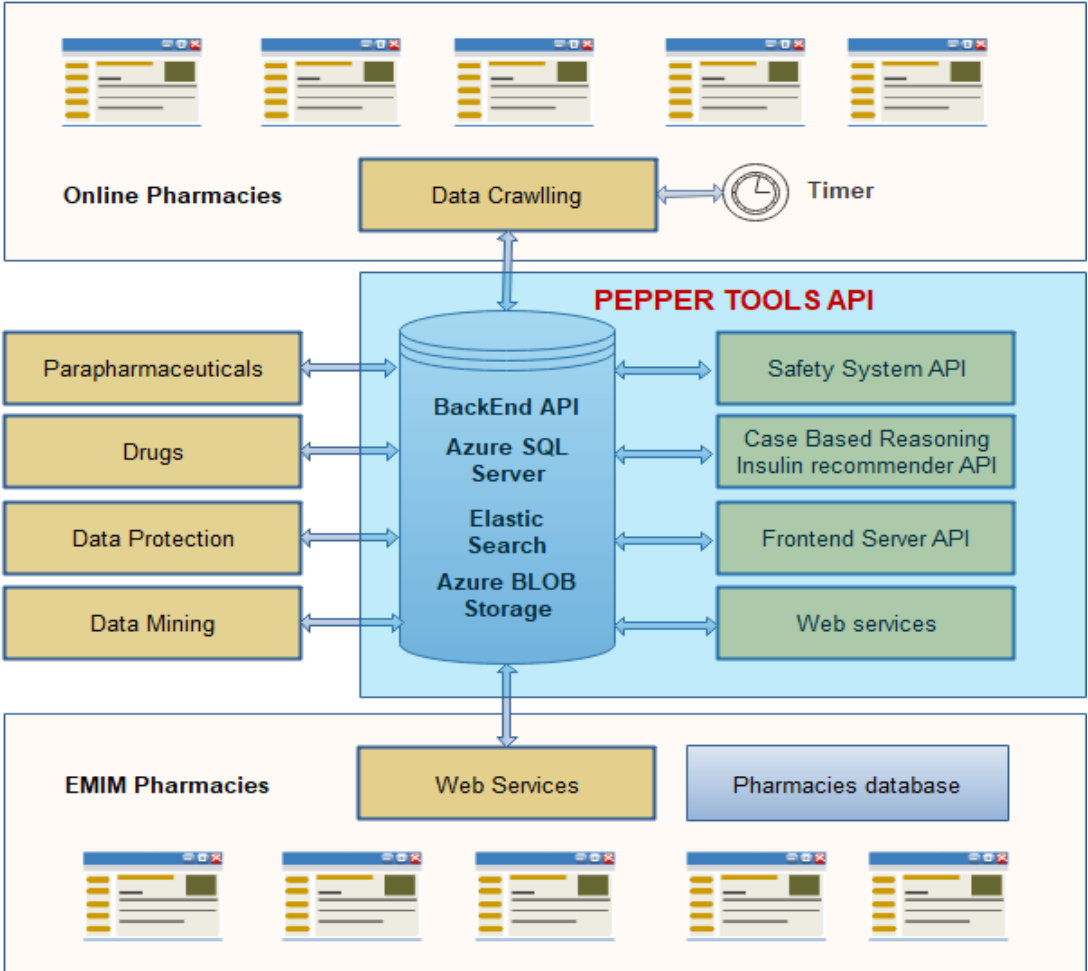 Online Pharmacies
Data Crawlling
Timer
PEPPER TOOLS API
Parapharmaceuticals
Drugs
Data Protection
Data Mining
BackEnd API
Azure SQL
Server
Elastic
Search
Azure BLOB
Storage
Safety System API
Case Based Reasoning
Insulin recommender API
Frontend Server API
Web services
EMIM Pharmacies
Web Services
Pharmacies database